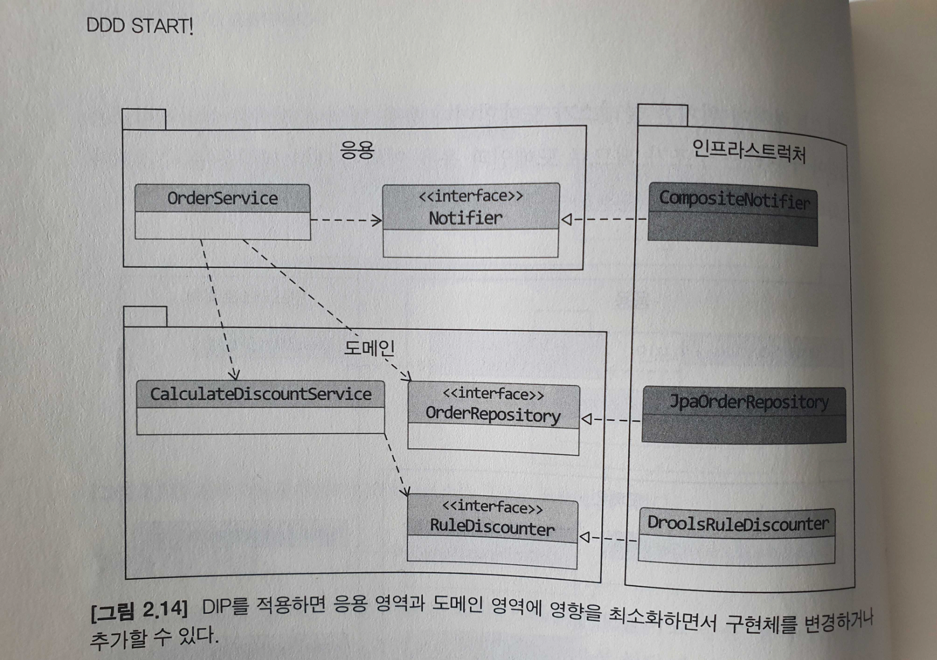 DDD START!
응용
인프라스트럭처
OrderService
<<interface>>
Notifier
CompositeNotifier
도메인
CalculateDiscountService
<<interface>>
OrderRepository
JpaOrderRepository
<<interface>>
RuleDiscounter
DroolsRuleDiscounter
[그림 2.14] DIP를 적용하면 응용 영역과 도메인 영역에 영향을 최소화하면서 구현체를 변경하거나
추가할 수 있다.